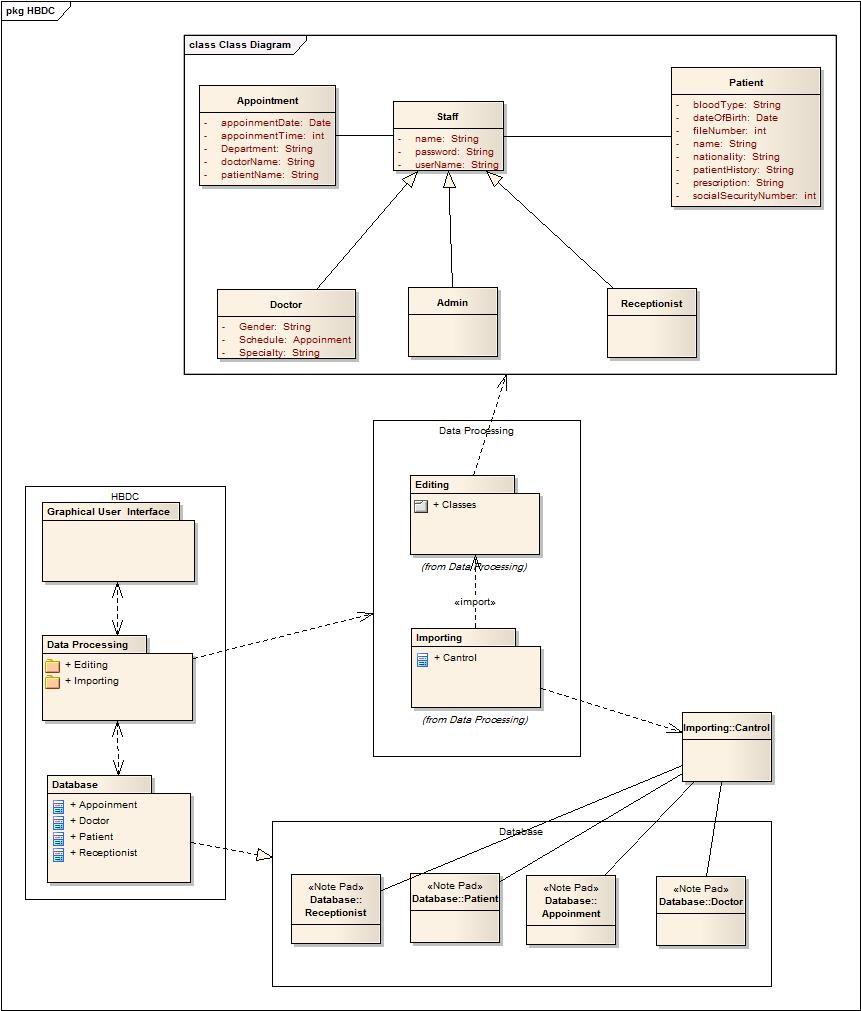 pkg HBDC
class Class Diagram
Appointment
- appoinmentDate: Date
- appoinmentTime: int
- Department: String
- doctorName: String
- patientName: String
Staff
- name: String
- password: String
- userName: String
Patient
- bloodType: String
- dateOfBirth: Date
- fileNumber: int
- name: String
- nationality: String
- patientHistory: String
- prescription: String
- socialSecurityNumber: int
Doctor
- Gender: String
- Schedule: Appoinment
- Specialty: String
Admin
Receptionist
Data Processing
Editing
+ Classes
(from Data Processing)
«import»
Importing
+ Cantrol
(from Data Processing)
HBDC
Graphical User Interface
Data Processing
+ Editing
+ Importing
Database
+ Appoinment
+ Doctor
+ Patient
+ Receptionist
Importing::Cantrol
Database
«Note Pad»
Database::
Receptionist
«Note Pad»
Database::Patient
«Note Pad»
Database::
Appoinment
«Note Pad»
Database::Doctor